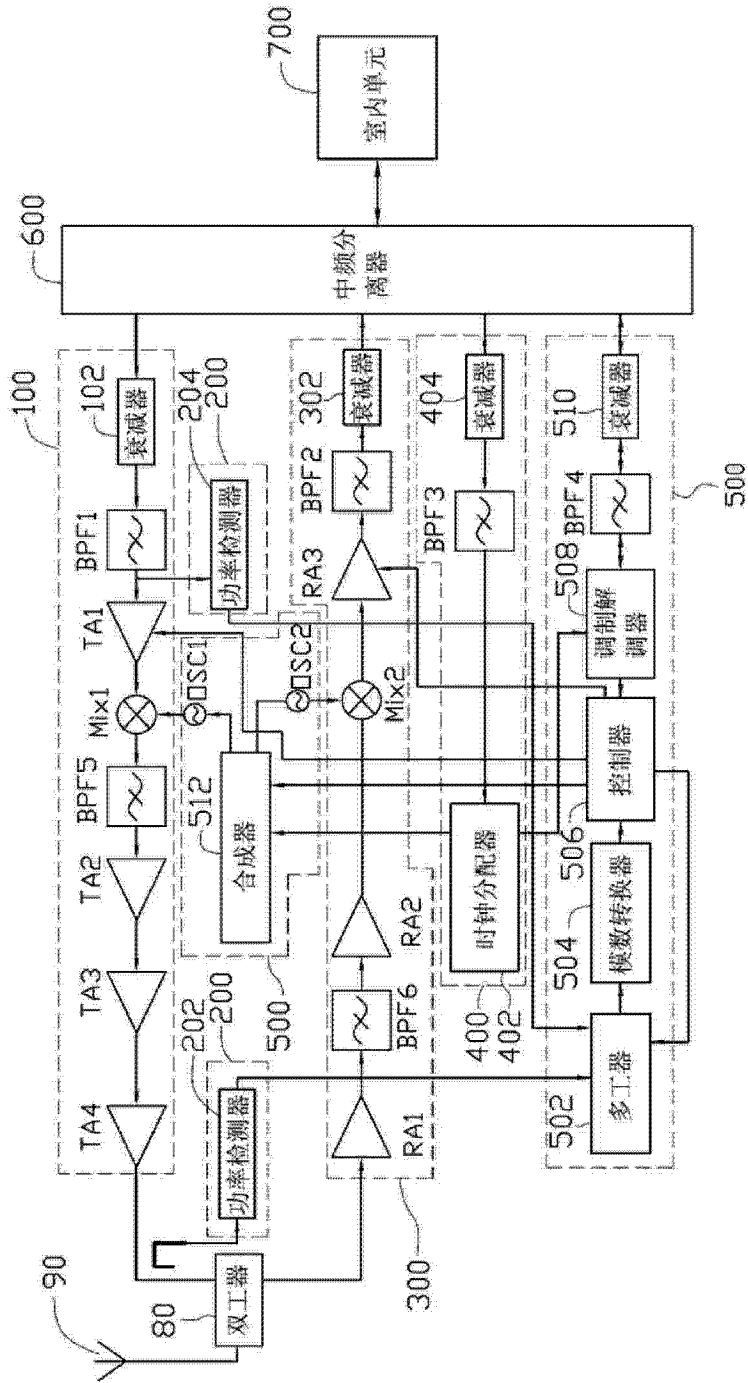 90
80
双工器
TA4
TA3
TA2
BPF5
Mix1
TA1
BPF1
102
衰减器
100
600
中频分
离器
700
室内单元
202
200
功率检测器
500
512
合成器
OSC1
OSC2
204
200
功率检测器
300
RA1
BPF6
RA2
Mix2
RA3
BPF2
302
衰减器
400
402
时钟分配器
BPF3
404
衰减器
502
多工器
504
模数转换器
506
控制器
508
调制解
调器
BPF4
510
衰减器
500